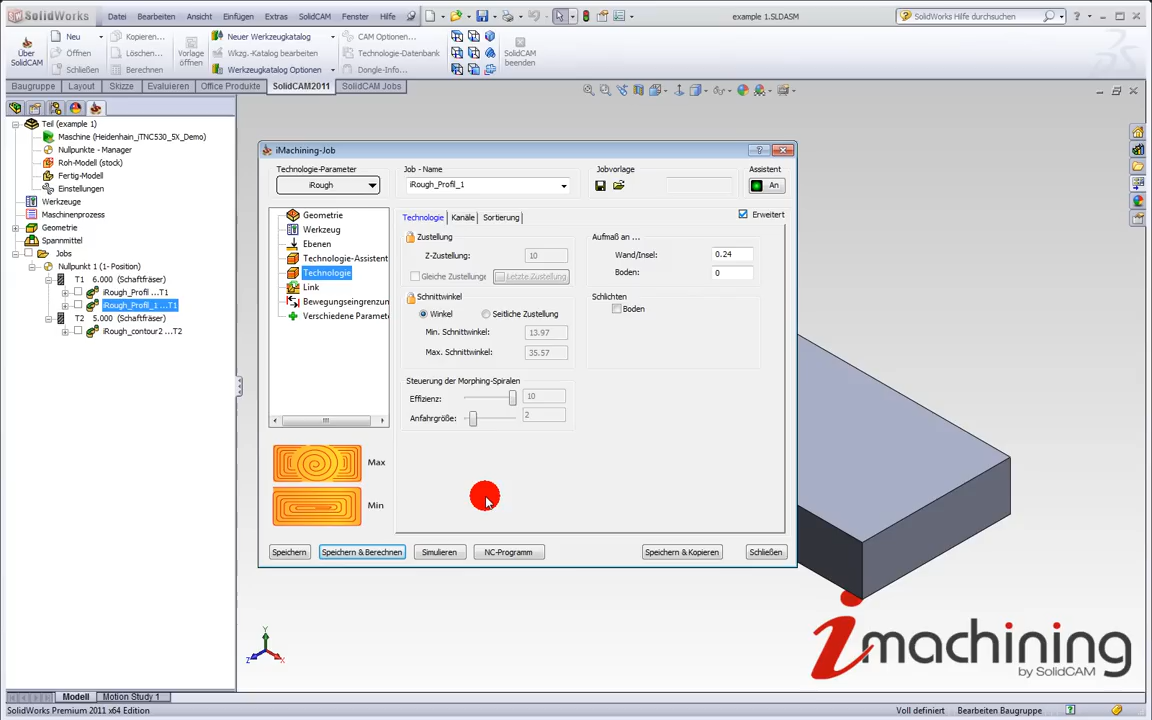 SolidWorks
Datei Bearbeiten Ansicht Einfügen Extras SolidCAM Fenster Hilfe
example 1.SLDASM
SolidWorks Hilfe durchsuchen
Über
SolidCAM
Neu
Öffnen
Schließen
Kopieren...
Löschen...
Berechnen
Vorlage
öffnen
Neuer Werkzeugkatalog
Wkzg.-Katalog bearbeiten
Werkzeugkatalog Optionen
CAM Optionen...
Technologie-Datenbank
Dongle-Info...
SolidCAM
beenden
Baugruppe Layout Skizze Evaluieren Office Produkte SolidCAM2011 SolidCAM Jobs
Teil (example 1)
Maschine (Heidenhain_iTNC530_5X_Demo)
Nullpunkte - Manager
Roh-Modell (stock)
Fertig-Modell
Einstellungen
Werkzeuge
Maschinenprozess
Geometrie
Spannmittel
Jobs
Nullpunkt 1 (1- Position)
T1 6.000 (Schaftfräser)
iRough_Profil ...T1
iRough_Profil_1 ...T1
T2 5.000 (Schaftfräser)
iRough_contour2 ...T2
iMachining-Job
Technologie-Parameter
iRough
Job - Name
iRough_Profil_1
Jobvorlage
Assistent
An
Geometrie
Werkzeug
Ebenen
Technologie-Assistent
Technologie
Link
Bewegungseingrenzun
Verschiedene Paramete
Max
Min
Technologie Kanäle Sortierung
Erweitert
Zustellung
Z-Zustellung: 10
Gleiche Zustellunge Letzte Zustellung
Schnittwinkel
Winkel Seitliche Zustellung
Min. Schnittwinkel: 13.97
Max. Schnittwinkel: 35.57
Steuerung der Morphing-Spiralen
Effizienz: 10
Anfahrgröße: 2
Aufmaß an ...
Wand/Insel: 0.24
Boden: 0
Schlichten
Boden
Speichern Speichern & Berechnen Simulieren NC-Programm Speichern & Kopieren Schließen
Y
Z
X
imachining
by SolidCAM
Modell Motion Study 1
SolidWorks Premium 2011 x64 Edition
Voll definiert Bearbeiten Baugruppe